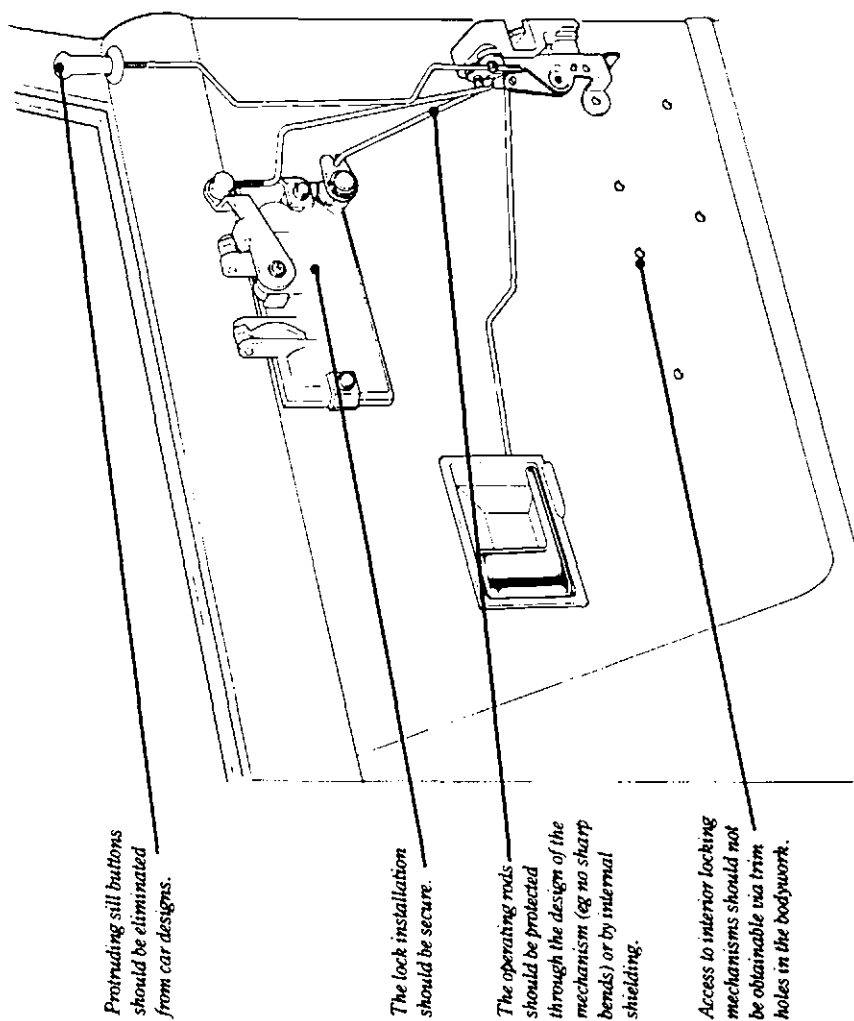 Protruding sill buttons
should be eliminated
from car designs.
The lock installation
should be secure.
The operating rods
should be protected
through the design of the
mechanism (eg no sharp
bends) or by internal
shielding.
Access to interior locking
mechanisms should not
be obtainable via trim
holes in the bodywork.